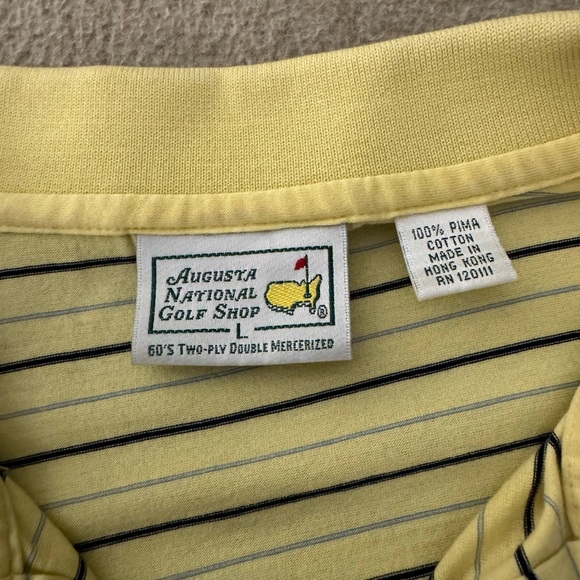 AUGUSTA
NATIONAL
GOLF SHOP ®
L
60'S TWO-PLY DOUBLE MERCERIZED
100% PIMA
COTTON
MADE IN
HONG KONG
RN 120111